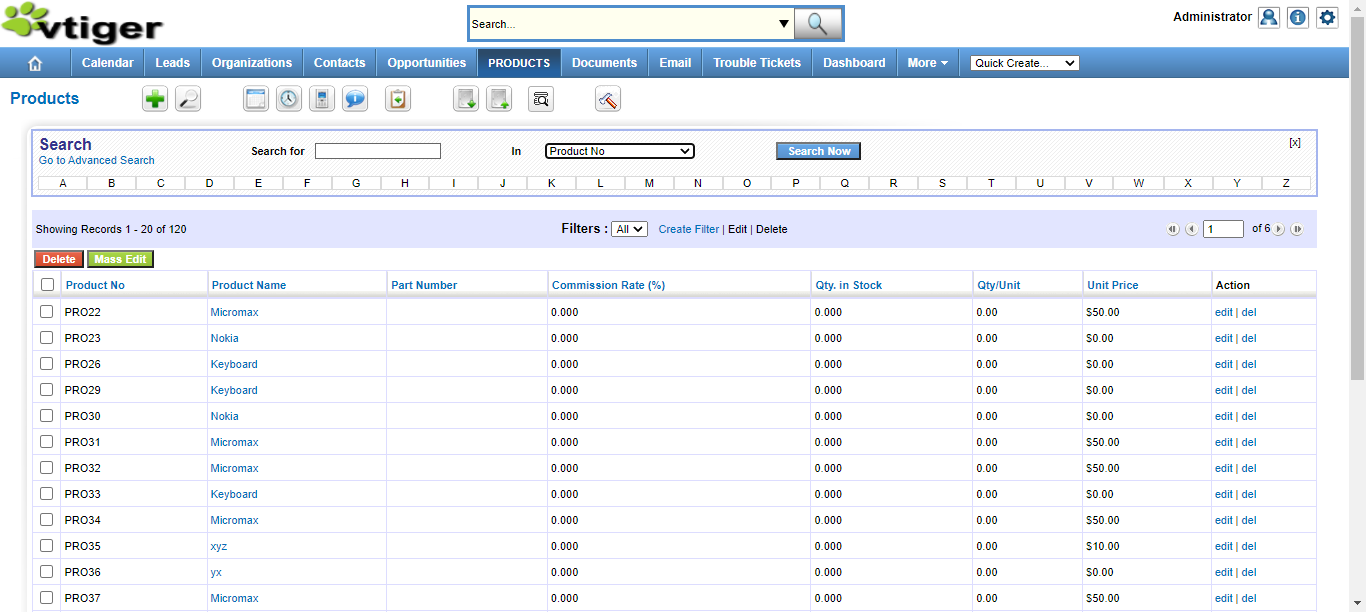 vtiger
Search...
Administrator
Calendar Leads Organizations Contacts Opportunities PRODUCTS Documents Email Trouble Tickets Dashboard More Quick Create...
Products
Search
Go to Advanced Search
Search for In Product No Search Now [x]
A B C D E F G H I J K L M N O P Q R S T U V W X Y Z
Showing Records 1 - 20 of 120 Filters : All Create Filter | Edit | Delete 1 of 6
Delete Mass Edit
Product No Product Name Part Number Commission Rate (%) Qty. in Stock Qty/Unit Unit Price Action
PRO22 Micromax 0.000 0.000 0.00 $50.00 edit | del
PRO23 Nokia 0.000 0.000 0.00 $0.00 edit | del
PRO26 Keyboard 0.000 0.000 0.00 $0.00 edit | del
PRO29 Keyboard 0.000 0.000 0.00 $0.00 edit | del
PRO30 Nokia 0.000 0.000 0.00 $0.00 edit | del
PRO31 Micromax 0.000 0.000 0.00 $50.00 edit | del
PRO32 Micromax 0.000 0.000 0.00 $50.00 edit | del
PRO33 Keyboard 0.000 0.000 0.00 $0.00 edit | del
PRO34 Micromax 0.000 0.000 0.00 $50.00 edit | del
PRO35 xyz 0.000 0.000 0.00 $10.00 edit | del
PRO36 yx 0.000 0.000 0.00 $0.00 edit | del
PRO37 Micromax 0.000 0.000 0.00 $50.00 edit | del